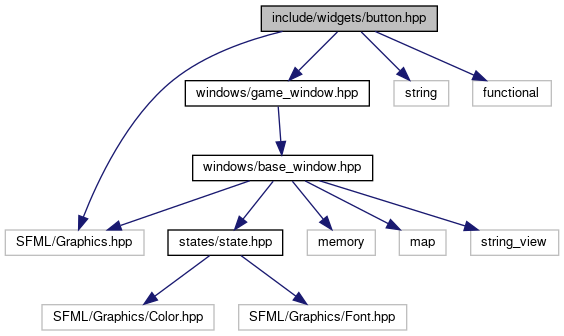 include/widgets/button.hpp
windows/game_window.hpp
string
functional
windows/base_window.hpp
SFML/Graphics.hpp
states/state.hpp
memory
map
string_view
SFML/Graphics/Color.hpp
SFML/Graphics/Font.hpp